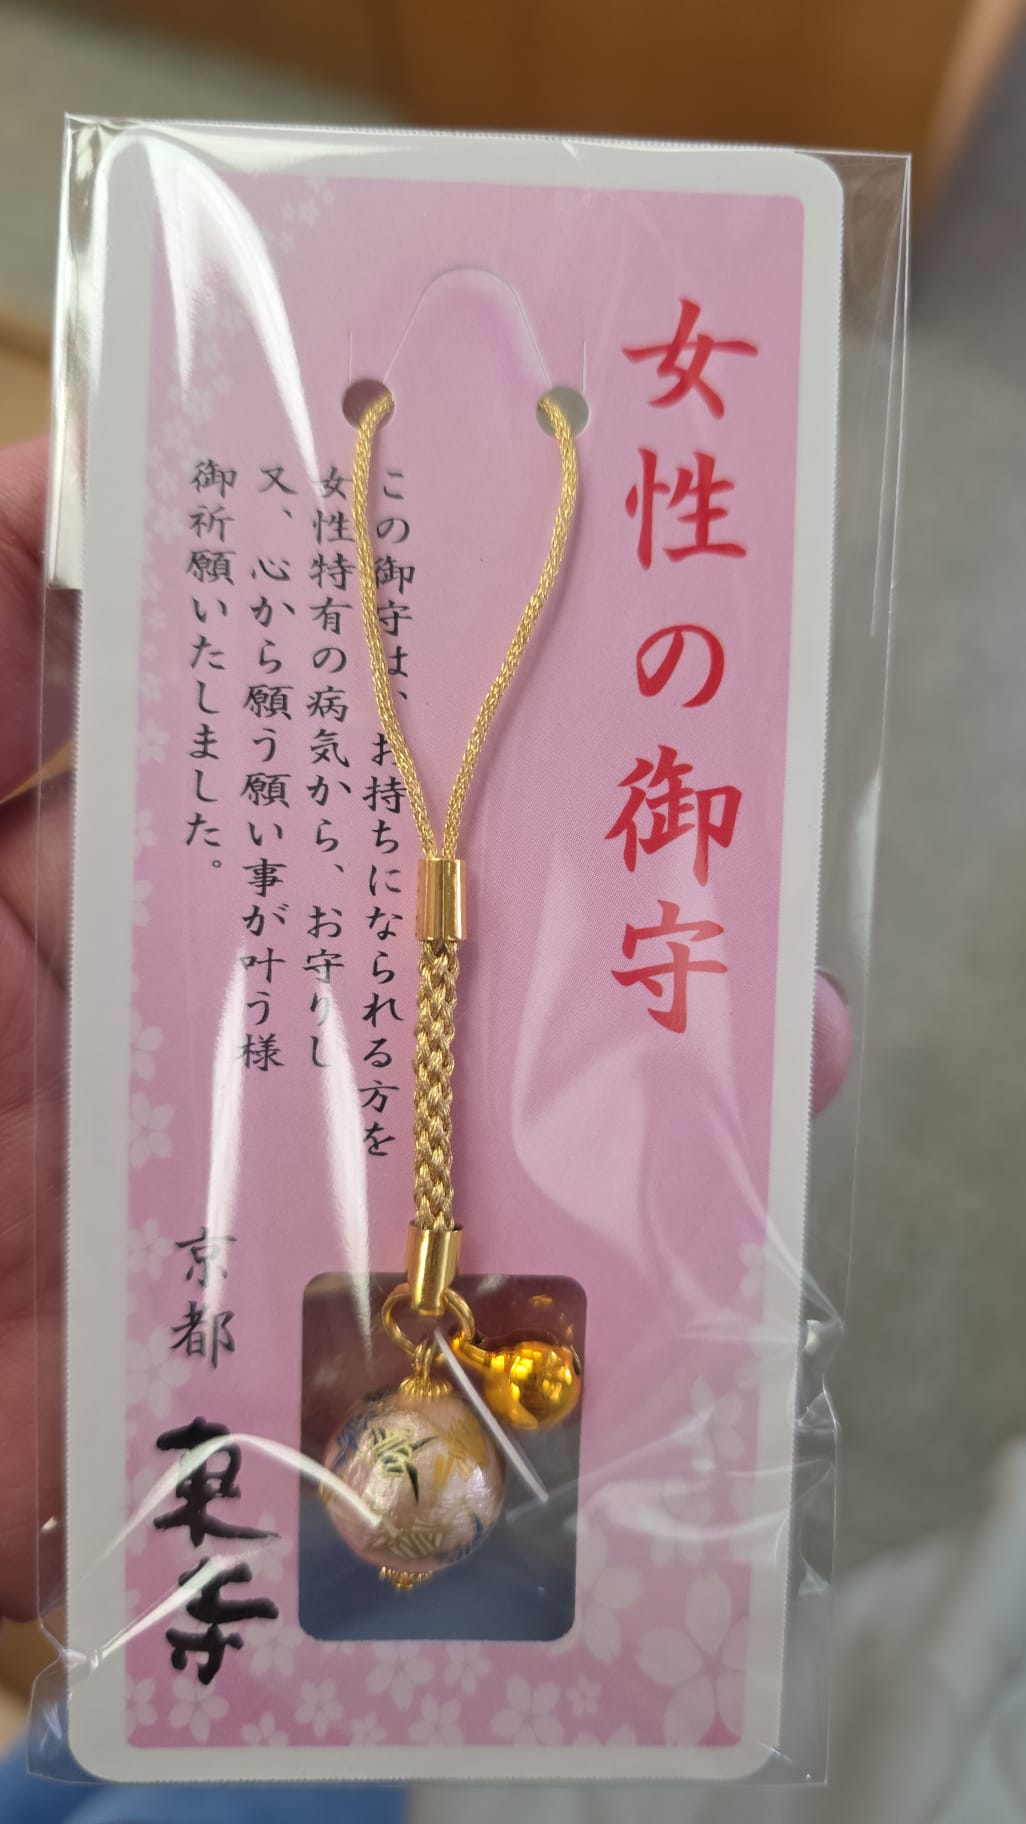 女性の御守
この御守は、お持ちになられる方を
女性特有の病気から、お守りし
又、心から願う願い事が叶う様
御祈願いたしました。
京都
東寺